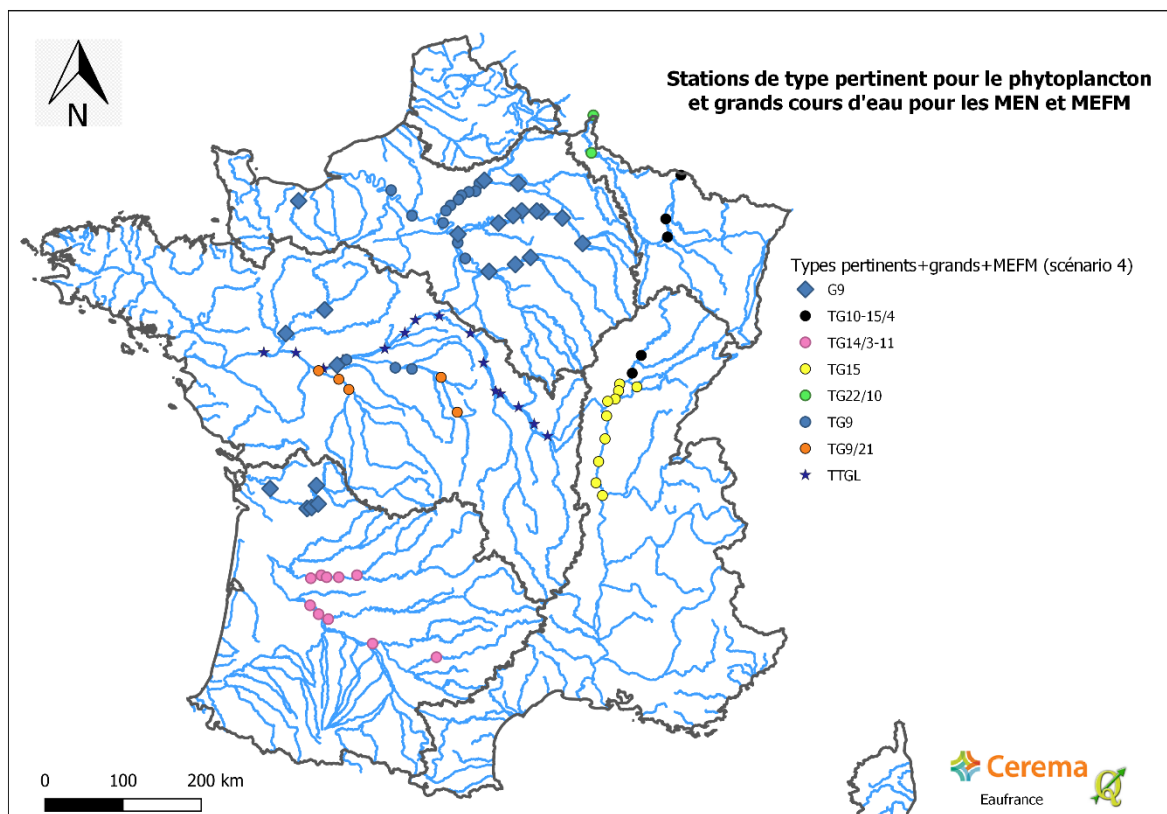 N
Stations de type pertinent pour le phytoplancton
et grands cours d'eau pour les MEN et MEFM
Types pertinents+grands+MEFM (scénario 4)
G9
TG10-15/4
TG14/3-11
TG15
TG22/10
TG9
TG9/21
TTGL
0 100 200 km
Cerema
Eaufrance
Q